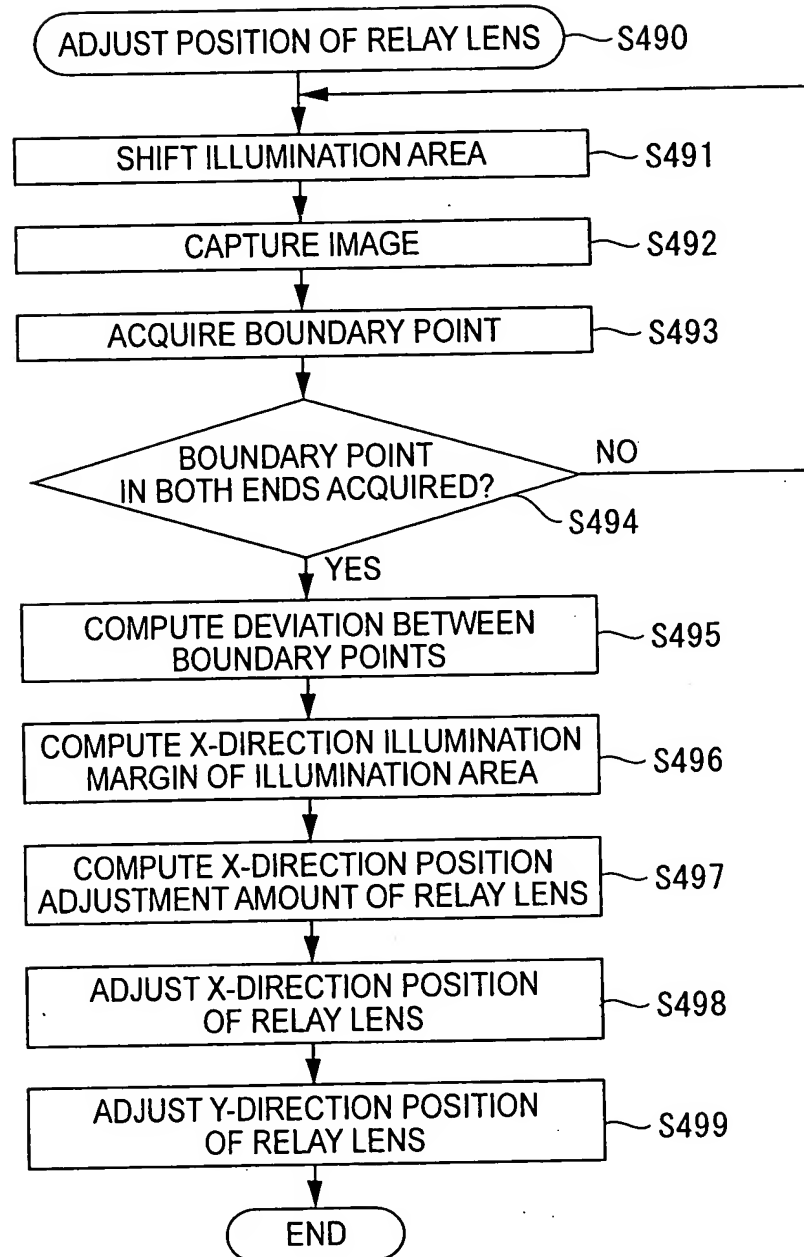 ADJUST POSITION OF RELAY LENS
S490
SHIFT ILLUMINATION AREA
S491
CAPTURE IMAGE
S492
ACQUIRE BOUNDARY POINT
S493
BOUNDARY POINT
IN BOTH ENDS ACQUIRED?
NO
S494
YES
COMPUTE DEVIATION BETWEEN
BOUNDARY POINTS
S495
COMPUTE X-DIRECTION ILLUMINATION
MARGIN OF ILLUMINATION AREA
S496
COMPUTE X-DIRECTION POSITION
ADJUSTMENT AMOUNT OF RELAY LENS
S497
ADJUST X-DIRECTION POSITION
OF RELAY LENS
S498
ADJUST Y-DIRECTION POSITION
OF RELAY LENS
S499
END